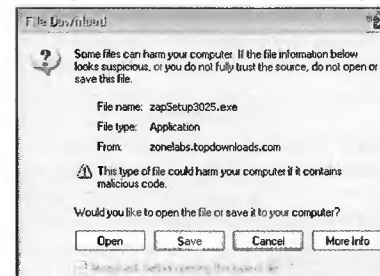 File Download
Some files can harm your computer. If the file information below
looks suspicious, or you do not fully trust the source, do not open or
save this file.
File name: zapSetup3025.exe
File type: Application
From: zonelabs.topdownloads.com
This type of file could harm your computer if it contains
malicious code.
Would you like to open the file or save it to your computer?
Open Save Cancel More Info